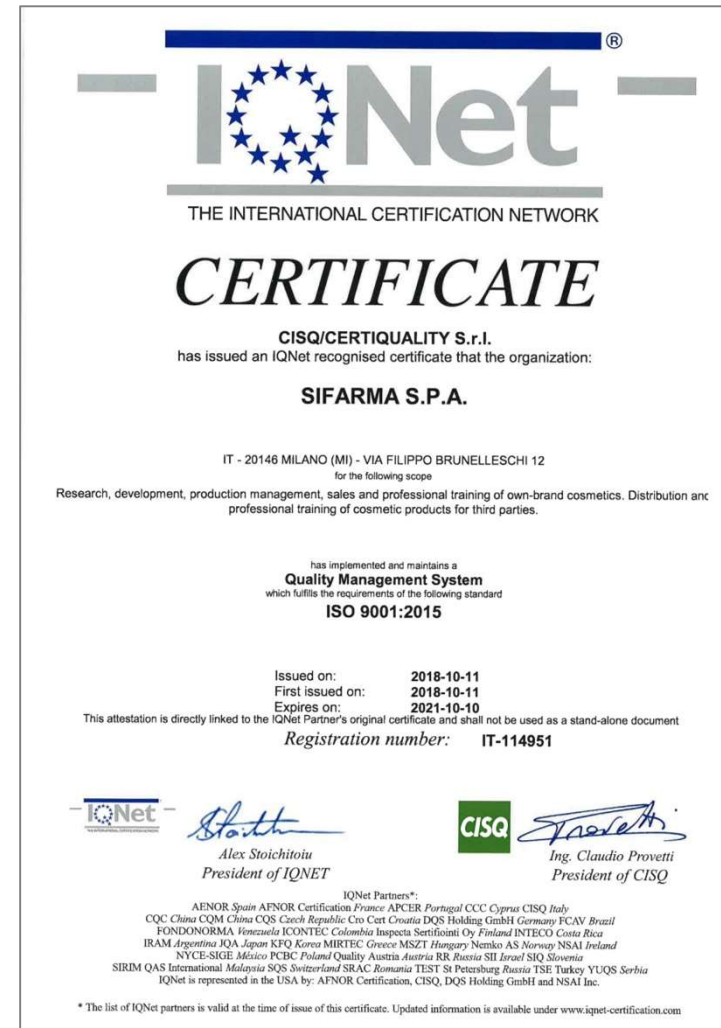 IQNet ®
THE INTERNATIONAL CERTIFICATION NETWORK
CERTIFICATE
CISQ/CERTIQUALITY S.r.l.
has issued an IQNet recognised certificate that the organization:
SIFARMA S.P.A.
IT - 20146 MILANO (MI) - VIA FILIPPO BRUNELLESCHI 12
for the following scope
Research, development, production management, sales and professional training of own-brand cosmetics. Distribution and
professional training of cosmetic products for third parties.
has implemented and maintains a
Quality Management System
which fulfills the requirements of the following standard
ISO 9001:2015
Issued on: 2018-10-11
First issued on: 2018-10-11
Expires on: 2021-10-10
This attestation is directly linked to the IQNet Partner's original certificate and shall not be used as a stand-alone document
Registration number: IT-114951
IQNet
CISQ
Alex Stoichitoiu
President of IQNET
Ing. Claudio Provetti
President of CISQ
IQNet Partners*:
AENOR Spain AFNOR Certification France APCER Portugal CCC Cyprus CISQ Italy
CQC China CQM China CQS Czech Republic Cro Cert Croatia DQS Holding GmbH Germany FCAV Brazil
FONDONORMA Venezuela ICONTEC Colombia Inspecta Sertifiointi Oy Finland INTECO Costa Rica
IRAM Argentina JQA Japan KFQ Korea MIRTEC Greece MSZT Hungary Nemko AS Norway NSAI Ireland
NYCE-SIGE México PCBC Poland Quality Austria Austria RR Russia SII Israel SIQ Slovenia
SIRIM QAS International Malaysia SQS Switzerland SRAC Romania TEST St Petersburg Russia TSE Turkey YUQS Serbia
IQNet is represented in the USA by: AFNOR Certification, CISQ, DQS Holding GmbH and NSAI Inc.
* The list of IQNet partners is valid at the time of issue of this certificate. Updated information is available under www.iqnet-certification.com